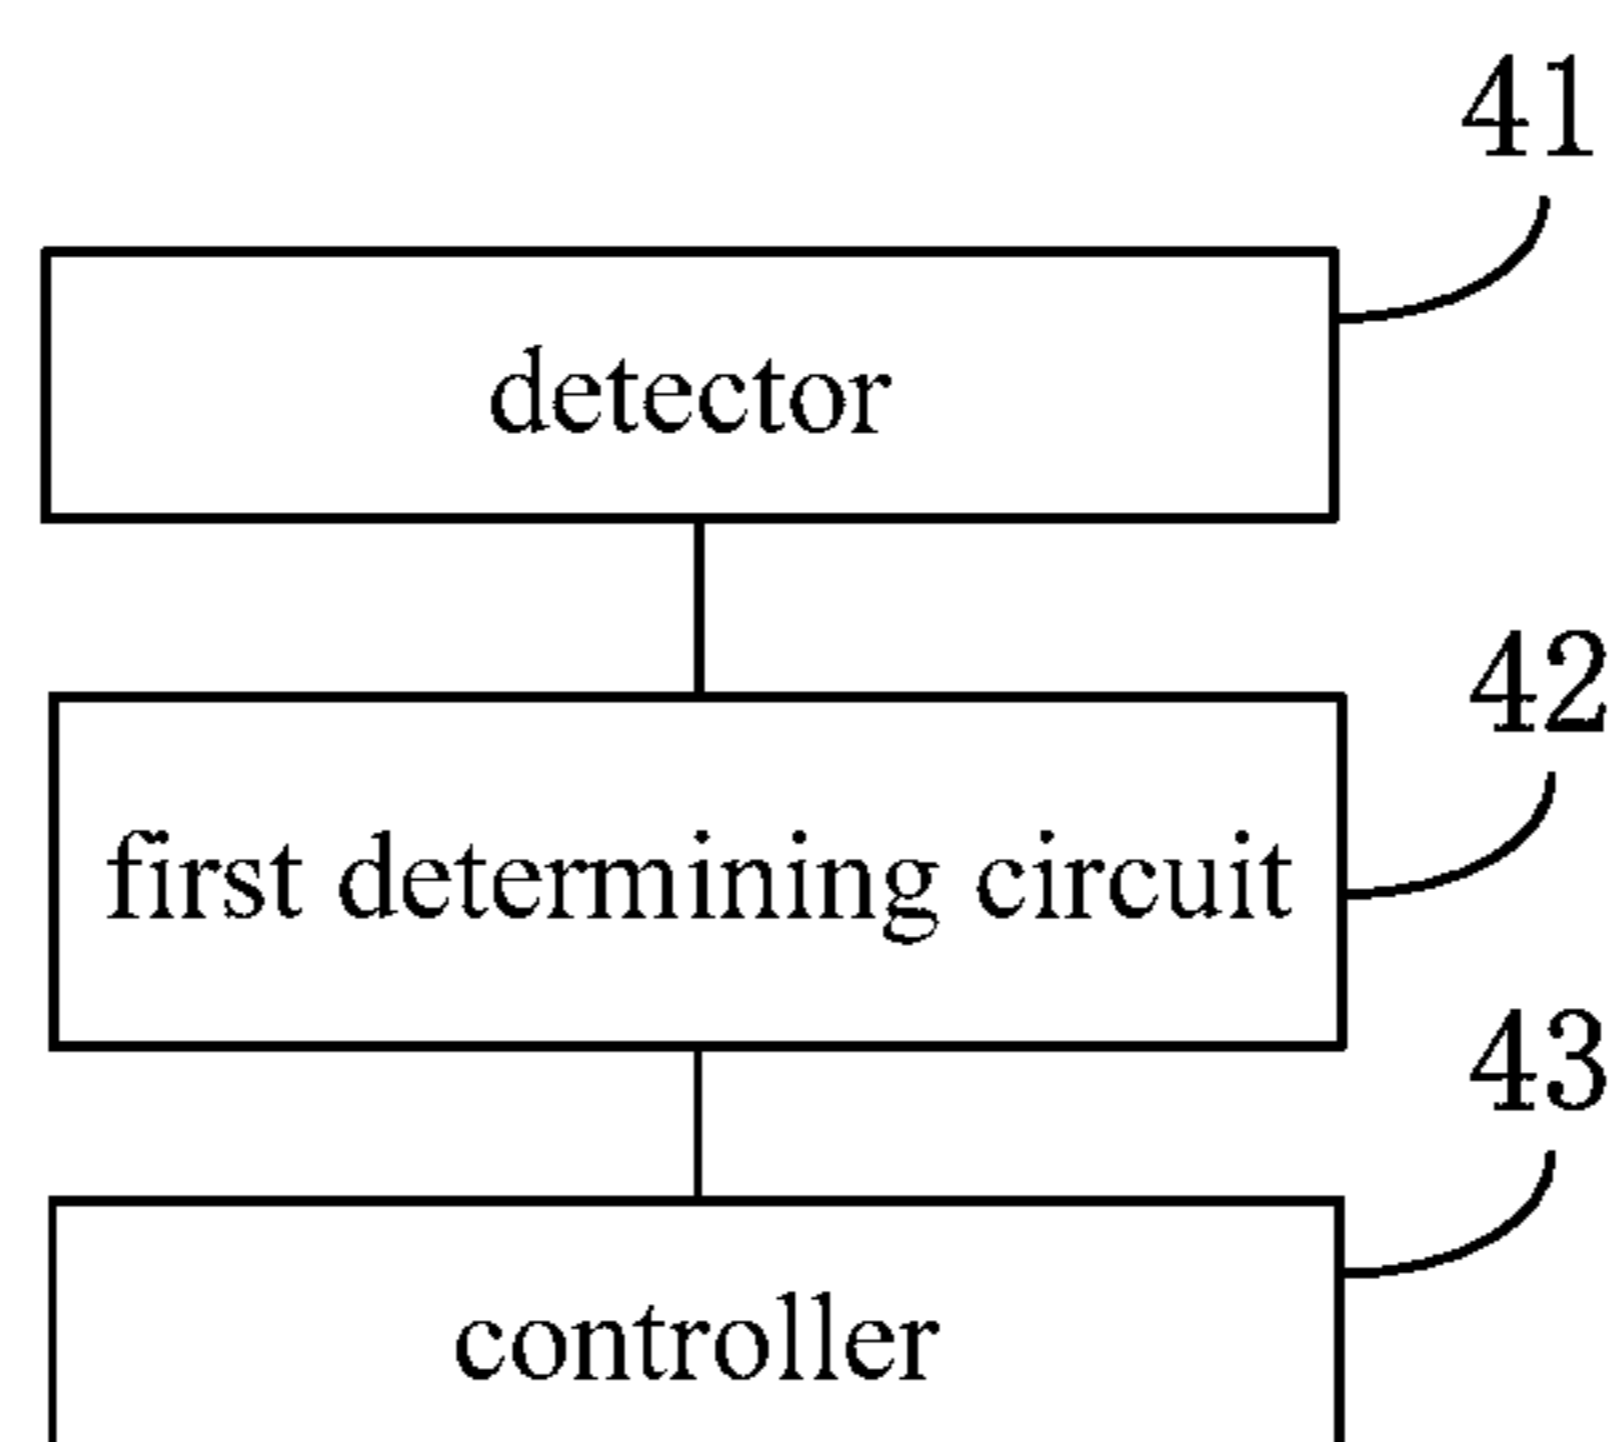 41
detector
42
first determining circuit
43
controller